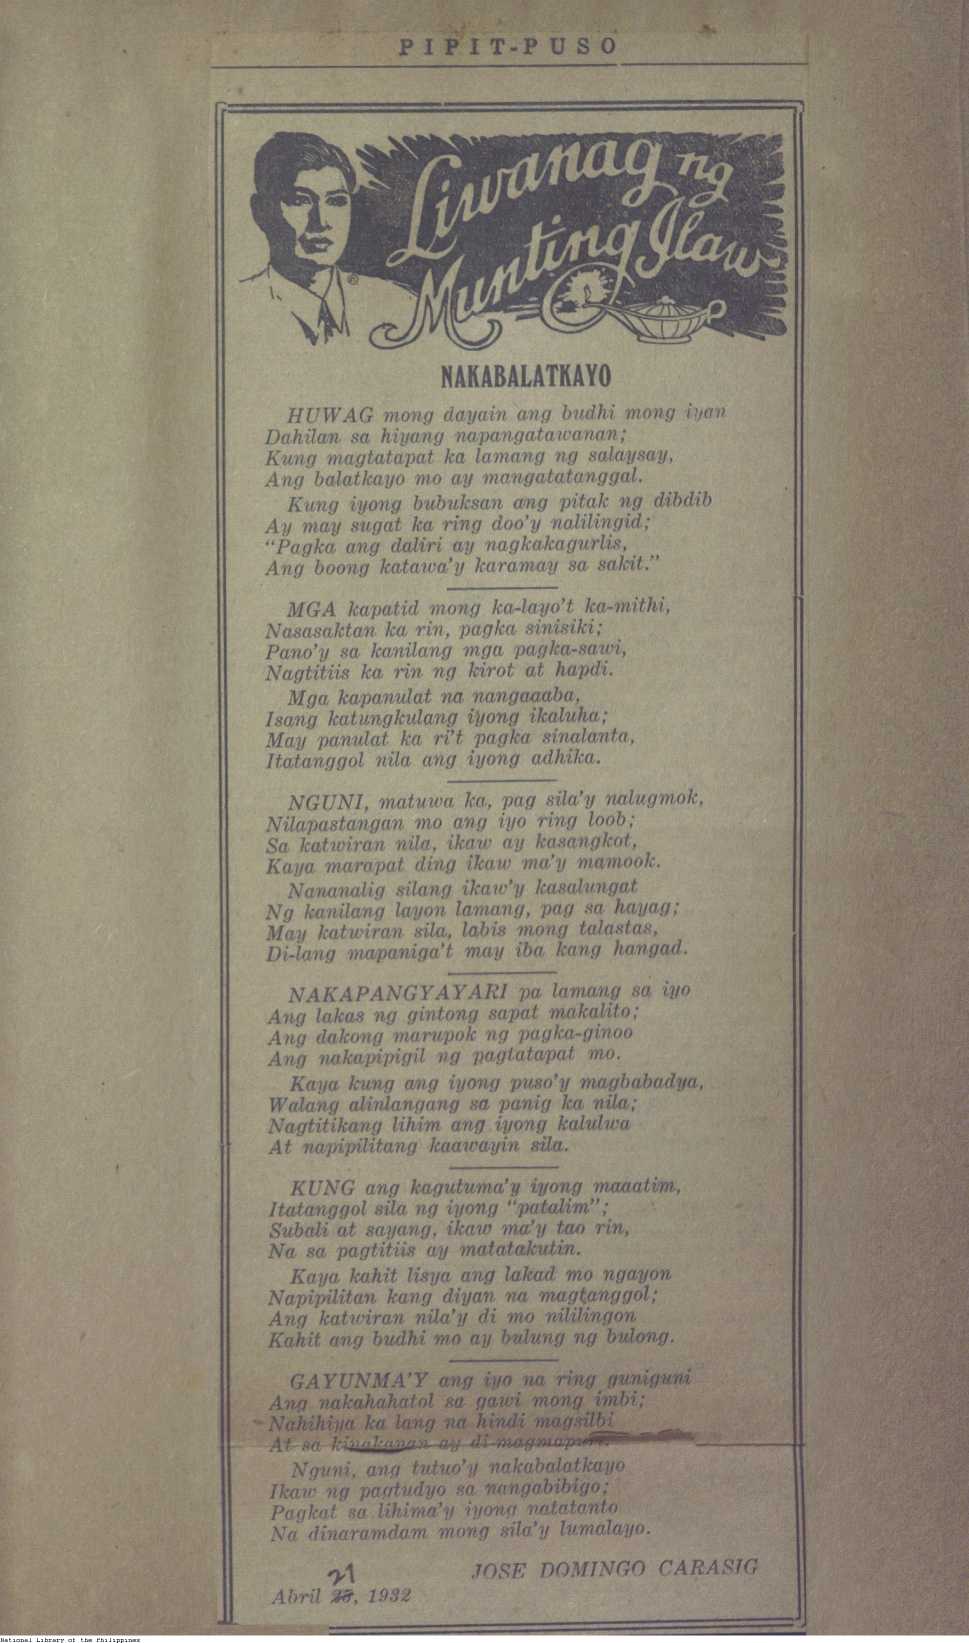 PIPIT-PUSO
Liwanag ng
Munting Ilaw
NAKABALATKAYO
HUWAG mong dayain ang budhi mong iyan
Dahilan sa hiyang napangatawanan;
Kung magtatapat ka lamang ng salaysay,
Ang balatkayo mo ay mangatatanggal.
Kung iyong bubuksan ang pitak ng dibdib
Ay may sugat ka ring doo'y nalilingid;
"Pagka ang daliri ay nagkakagurlis,
Ang boong katawa'y karamay sa sakit."
MGA kapatid mong ka-layo't ka-mithi,
Nasasaktan ka rin, pagka sinisiki;
Pano'y sa kanilang mga pagka-sawi,
Nagtitiis ka rin ng kirot at hapdi.
Mga kapanulat na nangaaaba,
Isang katungkulang iyong ikaluha;
May panulat ka ri't pagka sinalanta,
Itatanggol nila ang iyong adhika.
NGUNI, matuwa ka, pag sila'y nalugmok,
Nilapastangan mo ang iyo ring loob;
Sa katwiran nila, ikaw ay kasangkot,
Kaya marapat ding ikaw ma'y mamook.
Nananalig silang ikaw'y kasalungat
Ng kanilang layon lamang, pag sa hayag;
May katwiran sila, labis mong talastas,
Di-lang mapaniga't may iba kang hangad.
NAKAPANGYAYARI pa lamang sa iyo
Ang lakas ng gintong sapat makalito;
Ang dakong marupok ng pagka-ginoo
Ang nakapipigil ng pagtatapat mo.
Kaya kung ang iyong puso'y magbabadya,
Walang alinlangang sa panig ka nila;
Nagtitikang lihim ang iyong kalulwa
At napipilitang kaawayin sila.
KUNG ang kagutuma'y iyong maaatim,
Itatanggol sila ng iyong "patalim";
Subali at sayang, ikaw ma'y tao rin,
Na sa pagtitiis ay matatakutin.
Kaya kahit lisya ang lakad mo ngayon
Napipilitan kang diyan na magtanggol;
Ang katwiran nila'y di mo nililingon
Kahit ang budhi mo ay bulung ng bulong.
GAYUNMA'Y ang iyo na ring guniguni
Ang nakahahatol sa gawi mong imbi;
Nahihiya ka lang na hindi magsilbi
At sa kinakanan ay di magmapuri.
Nguni, ang tutuo'y nakabalatkayo
Ikaw ng pagtudyo sa nangabibigo;
Pagkat sa lihima'y iyong natatanto
Na dinaramdam mong sila'y lumalayo.
JOSE DOMINGO CARASIG
21
Abril 23, 1932
National Library of the Philippines